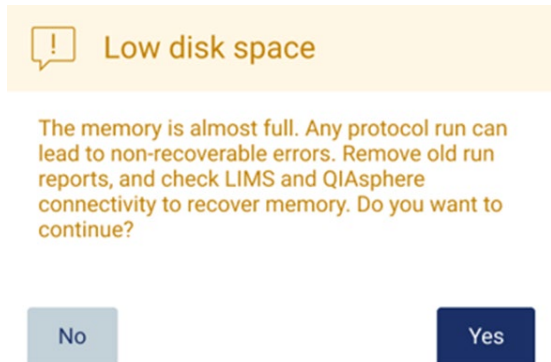 Low disk space
The memory is almost full. Any protocol run can
lead to non-recoverable errors. Remove old run
reports, and check LIMS and QIAsphere
connectivity to recover memory. Do you want to
continue?
No
Yes